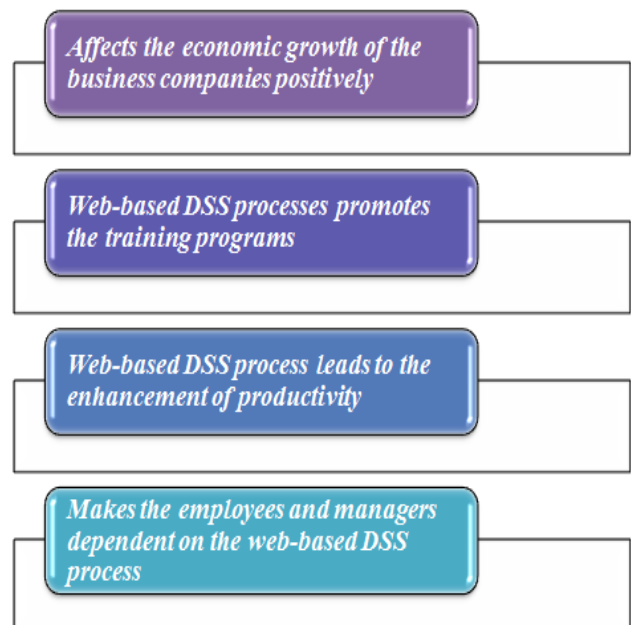 Affects the economic growth of the
business companies positively
Web-based DSS processes promotes
the training programs
Web-based DSS process leads to the
enhancement of productivity
Makes the employees and managers
dependent on the web-based DSS
process